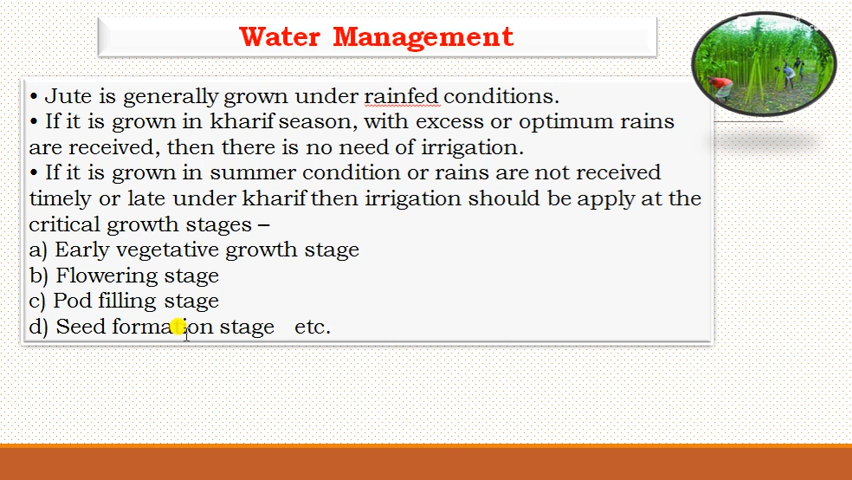 Water Management
• Jute is generally grown under rainfed conditions.
• If it is grown in kharif season, with excess or optimum rains
are received, then there is no need of irrigation.
• If it is grown in summer condition or rains are not received
timely or late under kharif then irrigation should be apply at the
critical growth stages –
a) Early vegetative growth stage
b) Flowering stage
c) Pod filling stage
d) Seed formation stage etc.